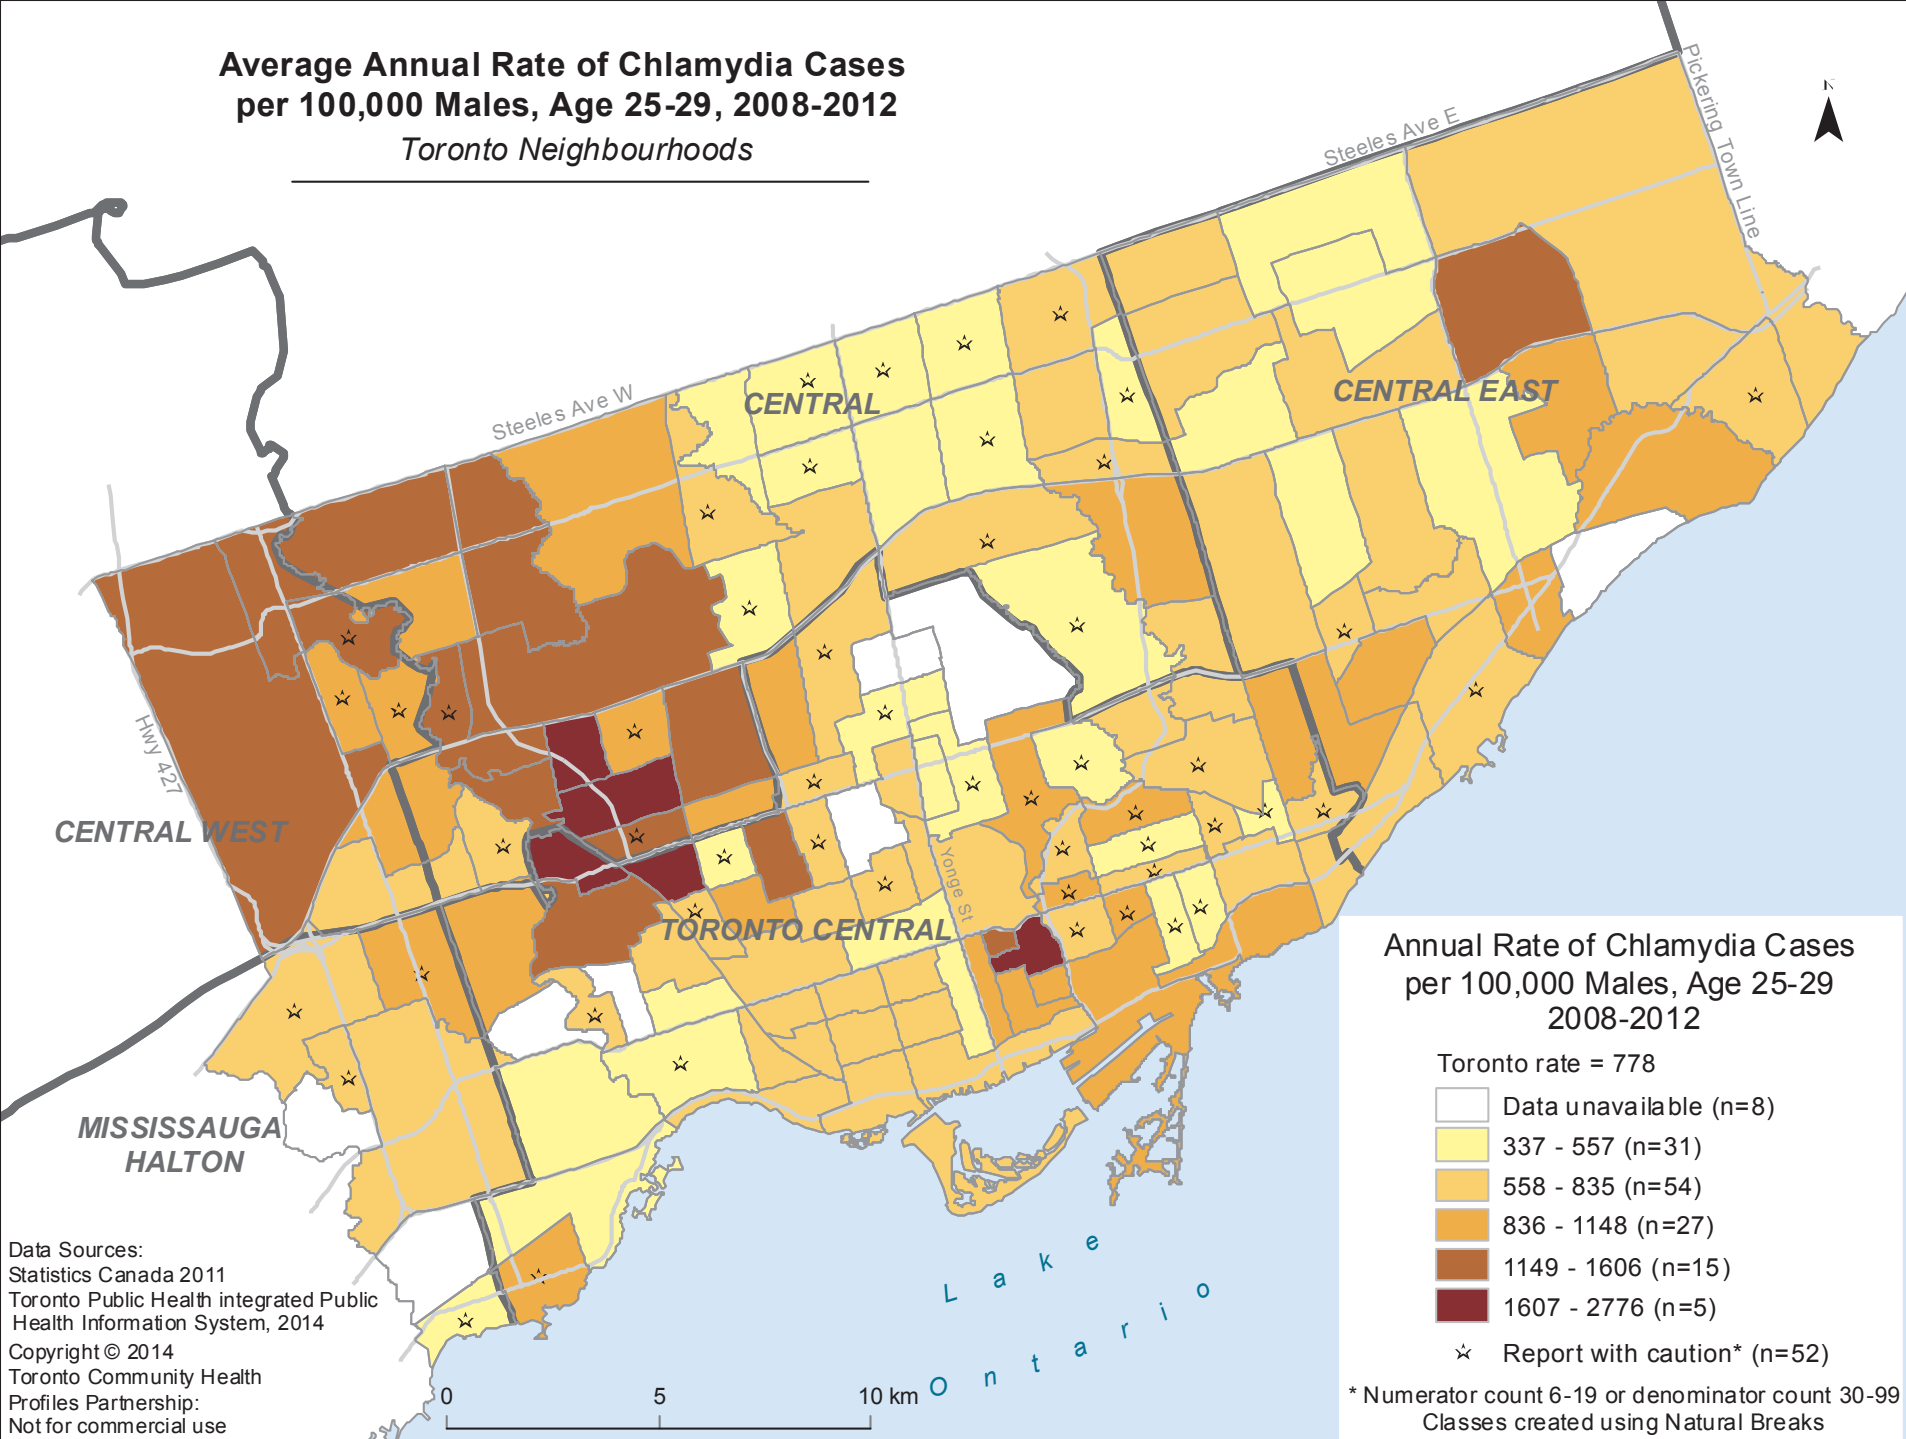 Average Annual Rate of Chlamydia Cases
per 100,000 Males, Age 25-29, 2008-2012
Toronto Neighbourhoods
N
Steeles Ave E
Pickering Town Line
Steeles Ave W
CENTRAL
CENTRAL EAST
Hwy 427
CENTRAL WEST
Yonge St
TORONTO CENTRAL
MISSISSAUGA
HALTON
Lake
Ontario
Annual Rate of Chlamydia Cases
per 100,000 Males, Age 25-29
2008-2012
Toronto rate = 778
Data unavailable (n=8)
337 - 557 (n=31)
558 - 835 (n=54)
836 - 1148 (n=27)
1149 - 1606 (n=15)
1607 - 2776 (n=5)
Report with caution* (n=52)
* Numerator count 6-19 or denominator count 30-99
Classes created using Natural Breaks
Data Sources:
Statistics Canada 2011
Toronto Public Health integrated Public
Health Information System, 2014
Copyright © 2014
Toronto Community Health
Profiles Partnership:
Not for commercial use
0 5 10 km